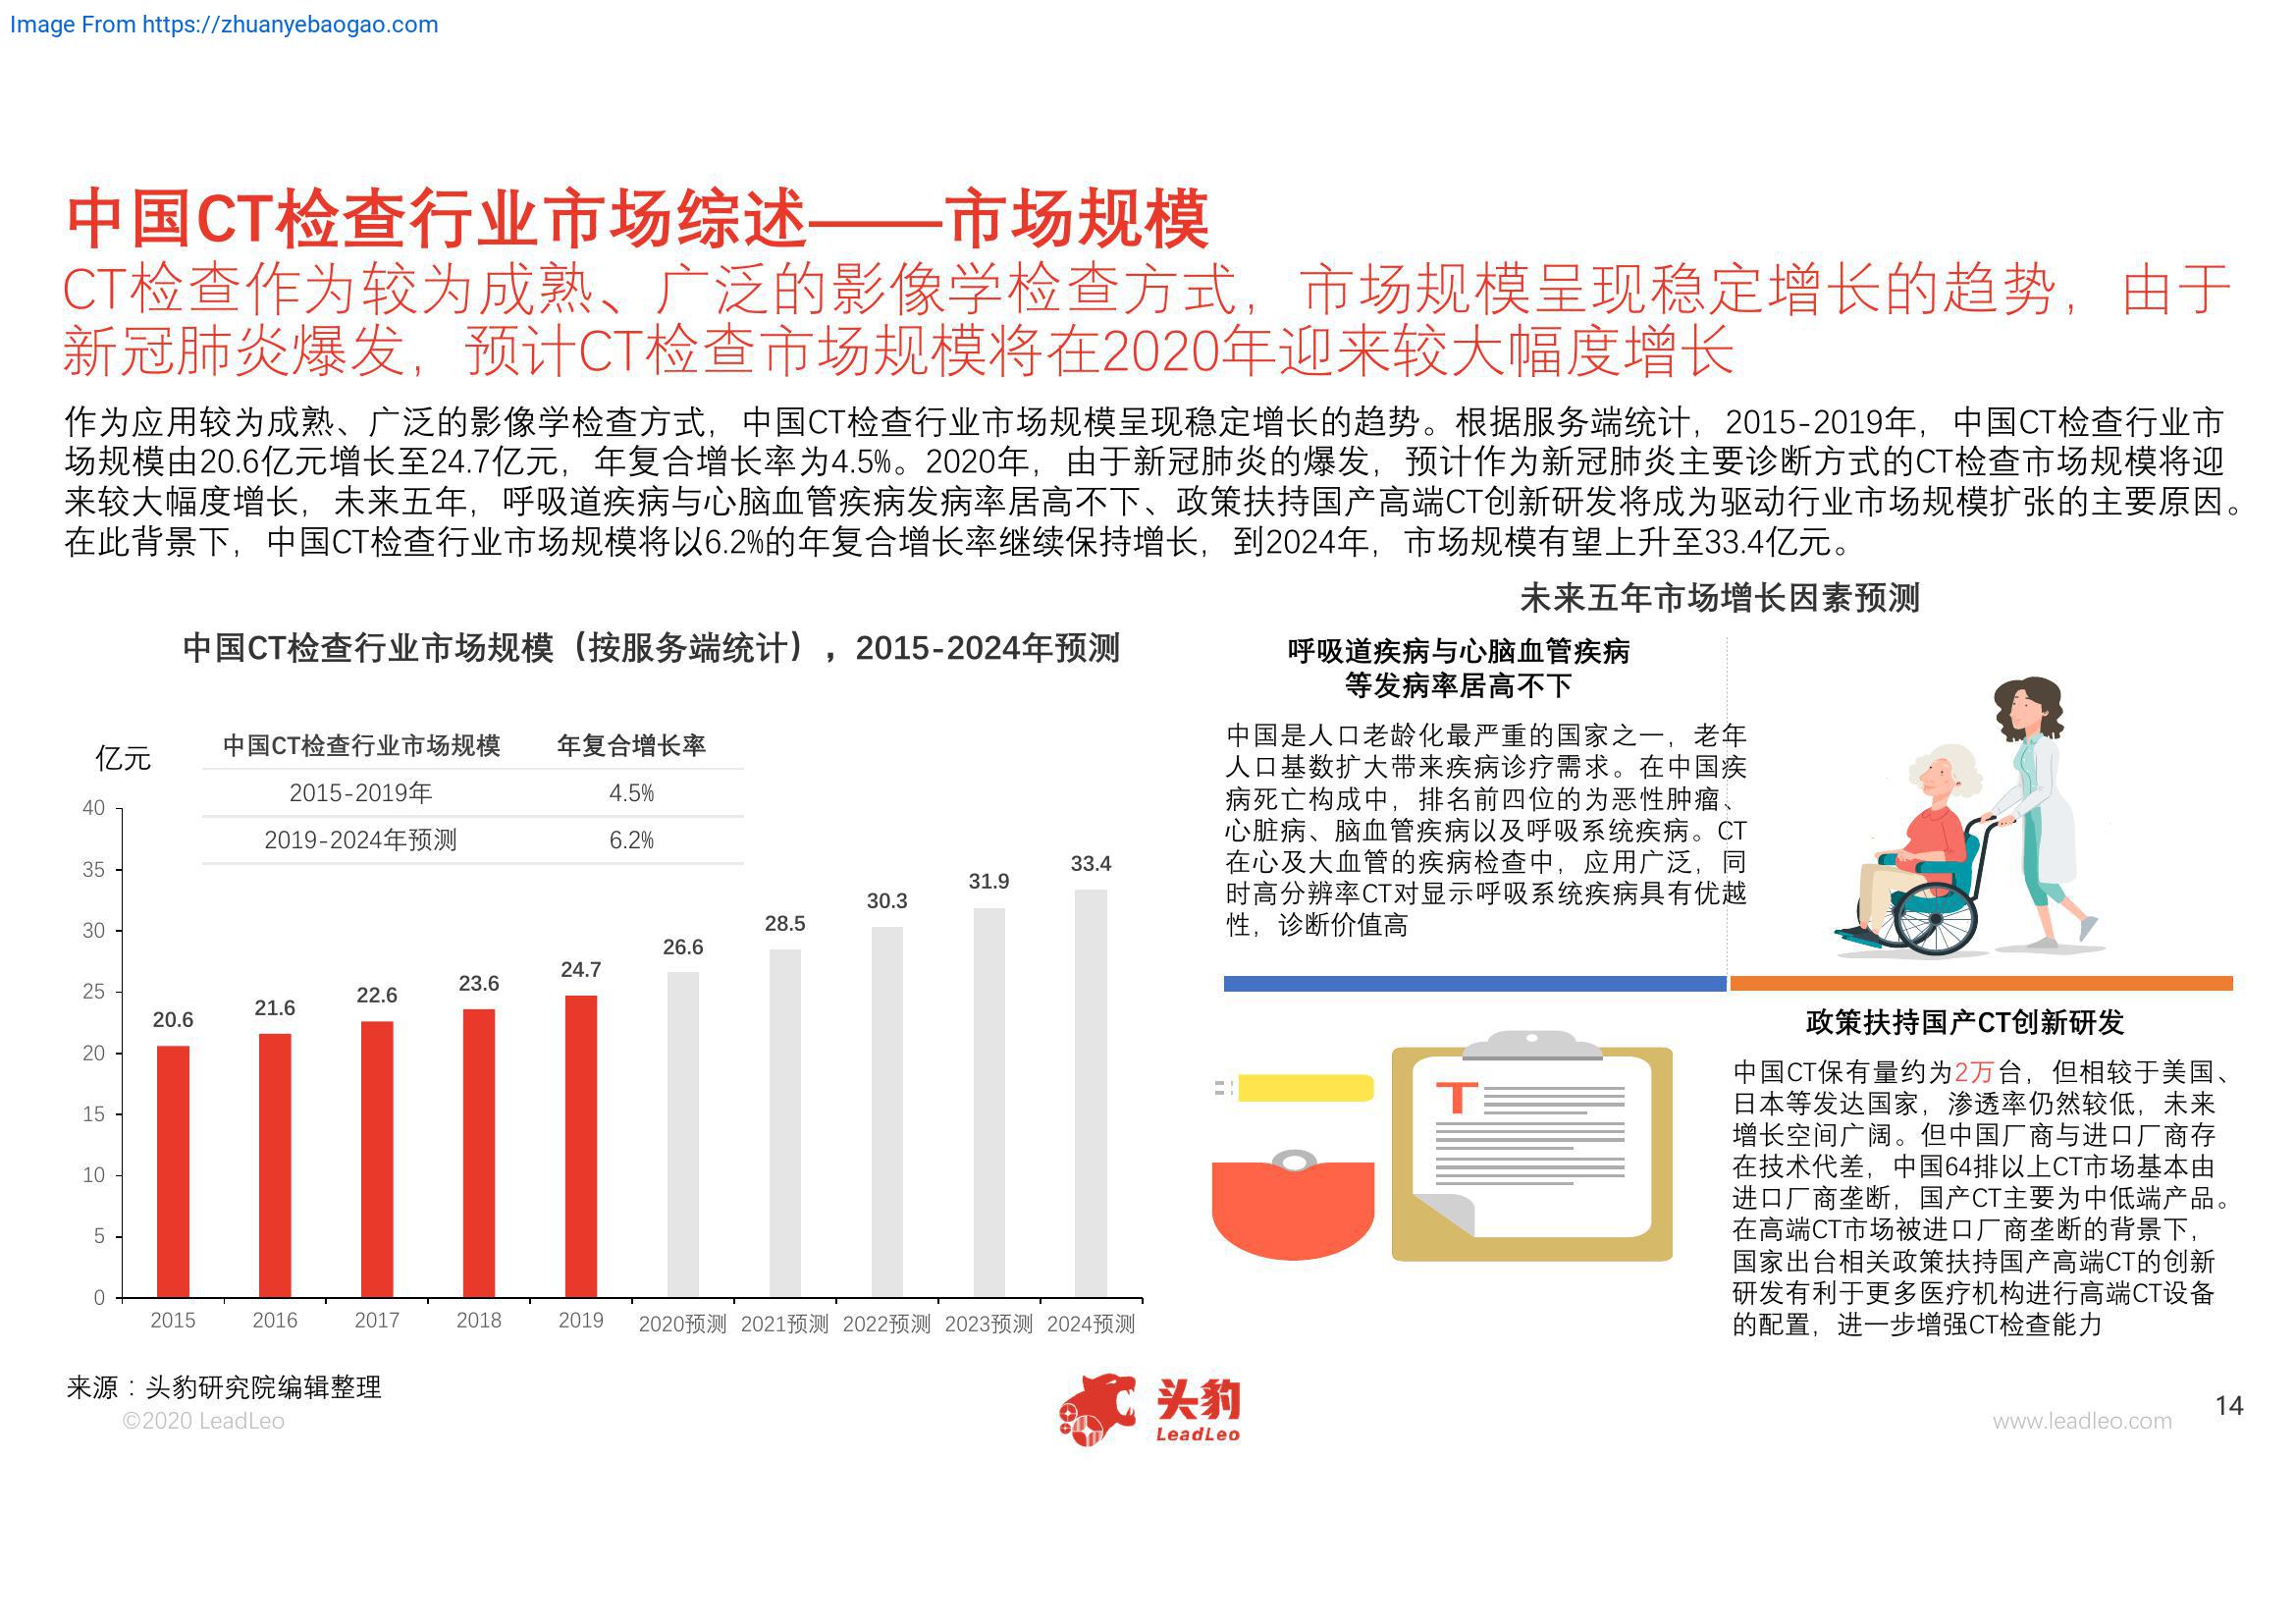 Image From https://zhuanyebaogao.com
中国CT检查行业市场综述——市场规模
CT检查作为较为成熟、广泛的影像学检查方式，市场规模呈现稳定增长的趋势，由于
新冠肺炎爆发，预计CT检查市场规模将在2020年迎来较大幅度增长
作为应用较为成熟、广泛的影像学检查方式，中国CT检查行业市场规模呈现稳定增长的趋势。根据服务端统计，2015-2019年，中国CT检查行业市
场规模由20.6亿元增长至24.7亿元，年复合增长率为4.5%。2020年，由于新冠肺炎的爆发，预计作为新冠肺炎主要诊断方式的CT检查市场规模将迎
来较大幅度增长，未来五年，呼吸道疾病与心脑血管疾病发病率居高不下、政策扶持国产高端CT创新研发将成为驱动行业市场规模扩张的主要原因。
在此背景下，中国CT检查行业市场规模将以6.2%的年复合增长率继续保持增长，到2024年，市场规模有望上升至33.4亿元。
中国CT检查行业市场规模（按服务端统计），2015-2024年预测
亿元
中国CT检查行业市场规模 年复合增长率
2015-2019年 4.5%
2019-2024年预测 6.2%
40
35
30
25
20
15
10
5
0
20.6
21.6
22.6
23.6
24.7
26.6
28.5
30.3
31.9
33.4
2015 2016 2017 2018 2019 2020预测 2021预测 2022预测 2023预测 2024预测
未来五年市场增长因素预测
呼吸道疾病与心脑血管疾病
等发病率居高不下
中国是人口老龄化最严重的国家之一，老年
人口基数扩大带来疾病诊疗需求。在中国疾
病死亡构成中，排名前四位的为恶性肿瘤、
心脏病、脑血管疾病以及呼吸系统疾病。CT
在心及大血管的疾病检查中，应用广泛，同
时高分辨率CT对显示呼吸系统疾病具有优越
性，诊断价值高
T
政策扶持国产CT创新研发
中国CT保有量约为2万台，但相较于美国、
日本等发达国家，渗透率仍然较低，未来
增长空间广阔。但中国厂商与进口厂商存
在技术代差，中国64排以上CT市场基本由
进口厂商垄断，国产CT主要为中低端产品。
在高端CT市场被进口厂商垄断的背景下，
国家出台相关政策扶持国产高端CT的创新
研发有利于更多医疗机构进行高端CT设备
的配置，进一步增强CT检查能力
来源：头豹研究院编辑整理
©2020 LeadLeo
头豹
LeadLeo
www.leadleo.com
14